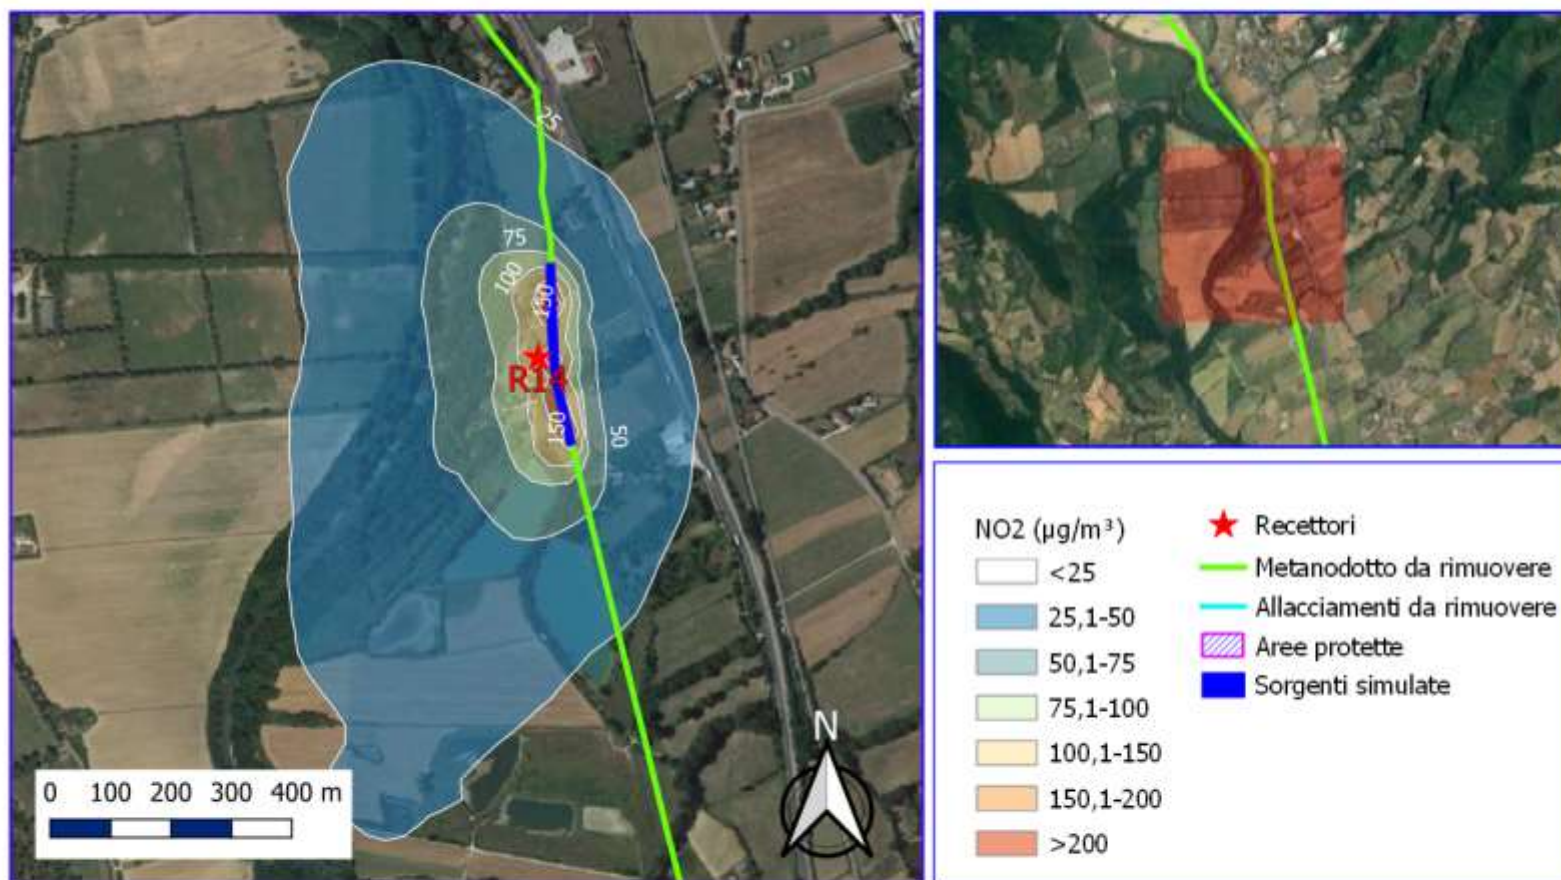 25
75
100
150
R14
150
50
N
0 100 200 300 400 m
NO2 (µg/m³)
<25
25,1-50
50,1-75
75,1-100
100,1-150
150,1-200
>200
Recettori
Metanodotto da rimuovere
Allacciamenti da rimuovere
Aree protette
Sorgenti simulate